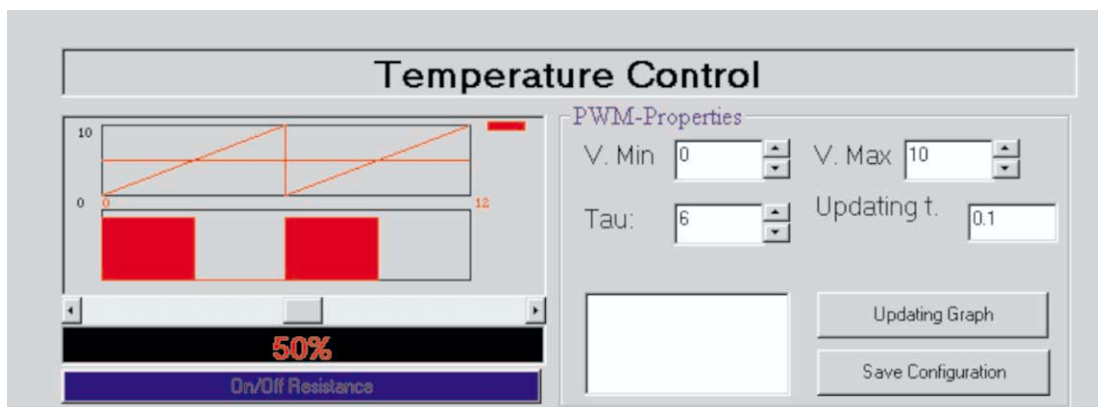 Temperature Control
10
0 0 12
50%
On/Off Resistance
PWM-Properties
V. Min 0 V. Max 10
Tau: 6 Updating t. 0.1
Updating Graph
Save Configuration